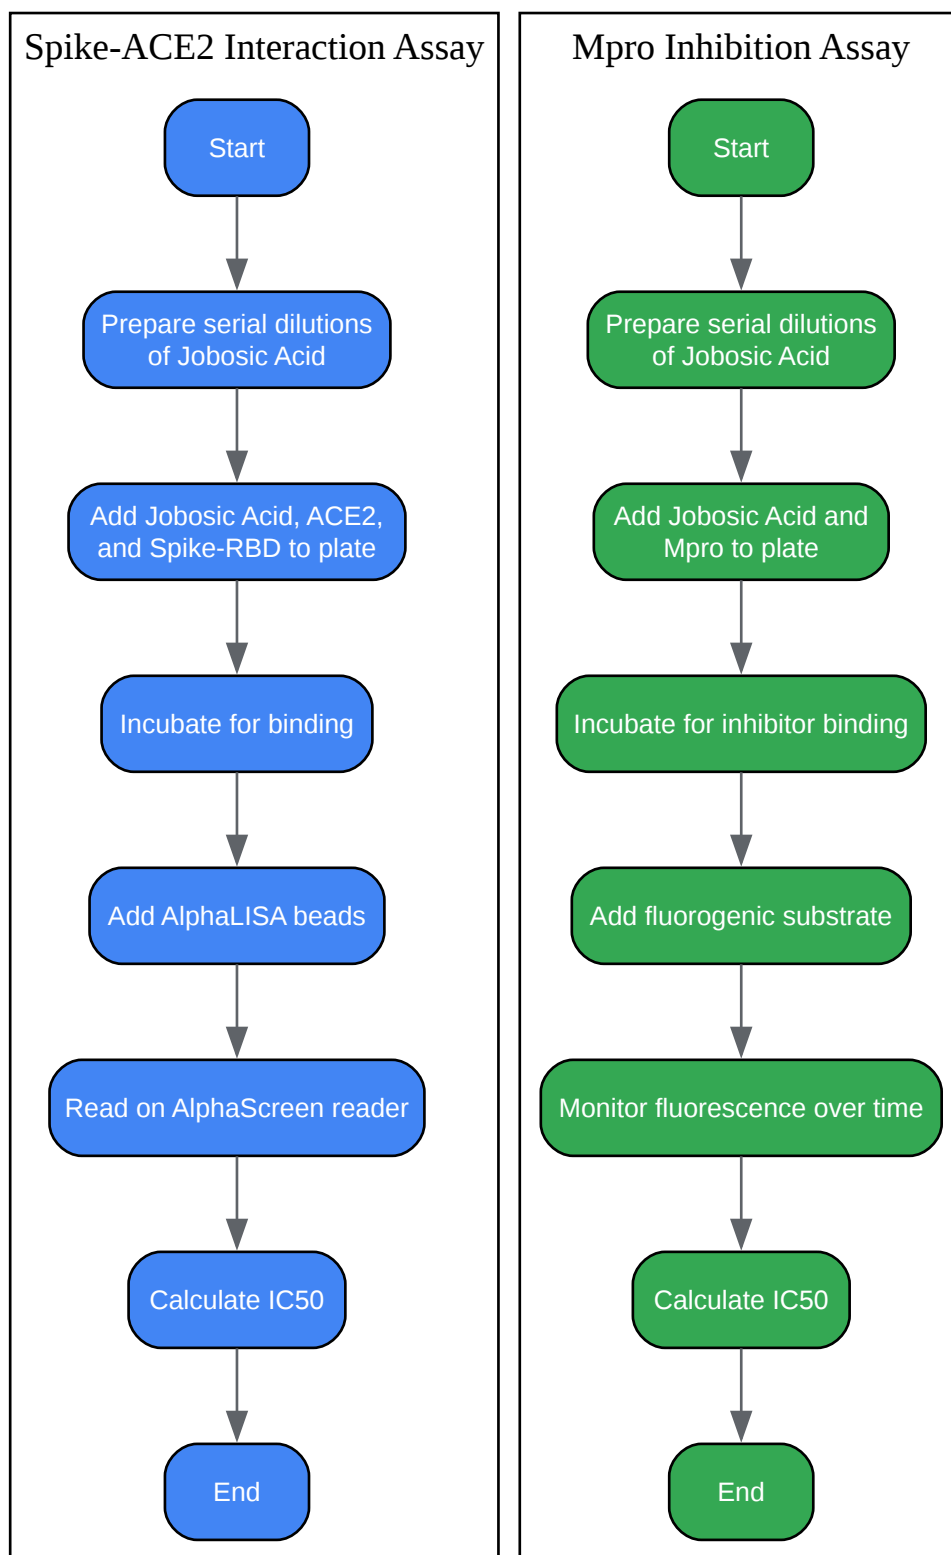 Spike-ACE2 Interaction Assay
Start
Prepare serial dilutions
of Jobosic Acid
Add Jobosic Acid, ACE2,
and Spike-RBD to plate
Incubate for binding
Add AlphaLISA beads
Read on AlphaScreen reader
Calculate IC50
End
Mpro Inhibition Assay
Start
Prepare serial dilutions
of Jobosic Acid
Add Jobosic Acid and
Mpro to plate
Incubate for inhibitor binding
Add fluorogenic substrate
Monitor fluorescence over time
Calculate IC50
End